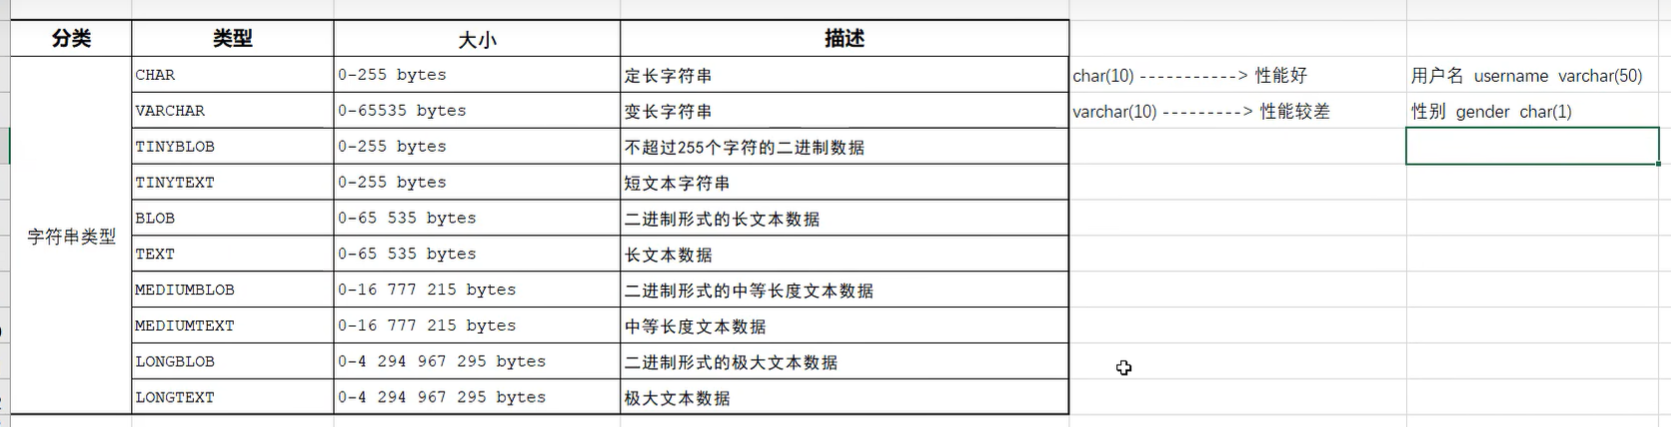 分类 类型 大小 描述
CHAR 0-255 bytes 定长字符串 char(10) -----------> 性能好 用户名 username varchar(50)
VARCHAR 0-65535 bytes 变长字符串 varchar(10) ---------> 性能较差 性别 gender char(1)
TINYBLOB 0-255 bytes 不超过255个字符的二进制数据
TINYTEXT 0-255 bytes 短文本字符串
BLOB 0-65 535 bytes 二进制形式的长文本数据
字符串类型
TEXT 0-65 535 bytes 长文本数据
MEDIUMBLOB 0-16 777 215 bytes 二进制形式的中等长度文本数据
MEDIUMTEXT 0-16 777 215 bytes 中等长度文本数据
LONGBLOB 0-4 294 967 295 bytes 二进制形式的极大文本数据
LONGTEXT 0-4 294 967 295 bytes 极大文本数据